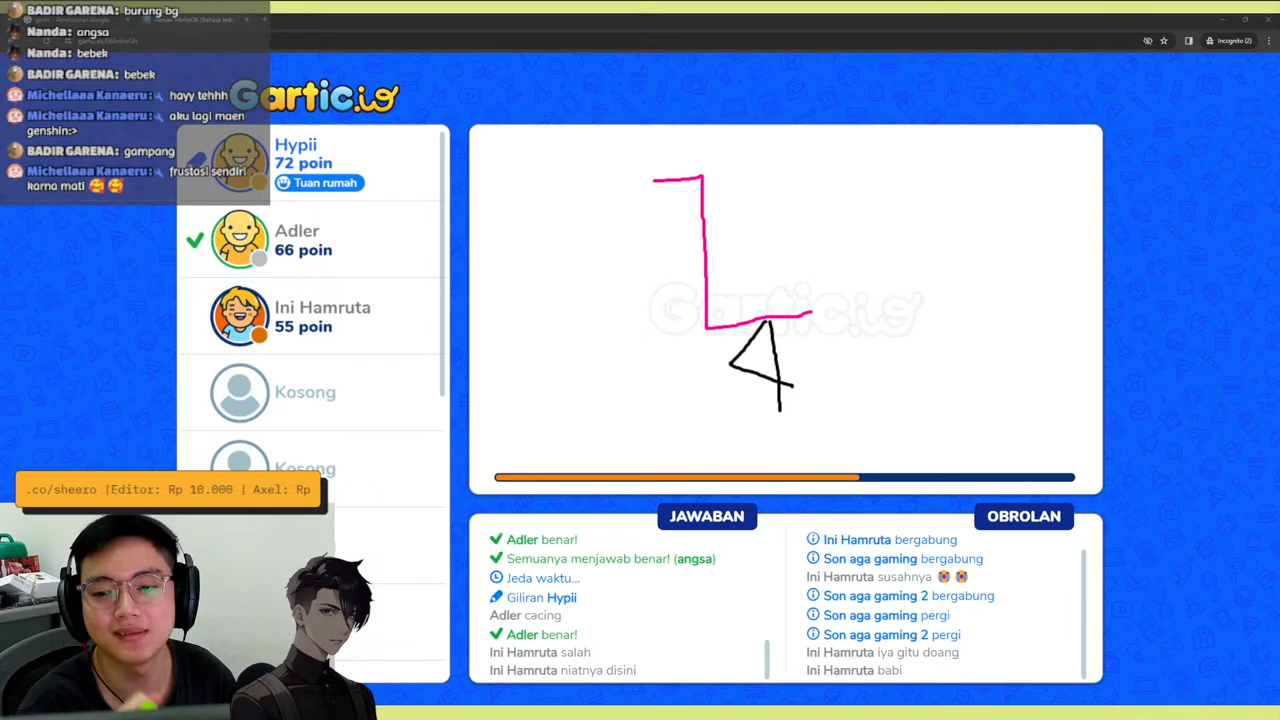 BADIR GARENA: burung bg
Nanda: angsa
Nanda: bebek
BADIR GARENA: bebek
Michellaaa Kanaeru: hayy tehhh
Michellaaa Kanaeru: aku lagi maen
genshin:>
BADIR GARENA: gampang
Michellaaa Kanaeru: frustasi sendiri
karna mati 🥰 🥰
Incognito (2)
Gartic.io
Hypii
72 poin
Tuan rumah
Adler
66 poin
Ini Hamruta
55 poin
Kosong
Kosong
Gartic.io
.co/sheero |Editor: Rp 10.000 | Axel: Rp
JAWABAN
Adler benar!
Semuanya menjawab benar! (angsa)
Jeda waktu...
Giliran Hypii
Adler cacing
Adler benar!
Ini Hamruta salah
Ini Hamruta niatnya disini
OBROLAN
Ini Hamruta bergabung
Son aga gaming bergabung
Ini Hamruta susahnya
Son aga gaming 2 bergabung
Son aga gaming pergi
Son aga gaming 2 pergi
Ini Hamruta iya gitu doang
Ini Hamruta babi